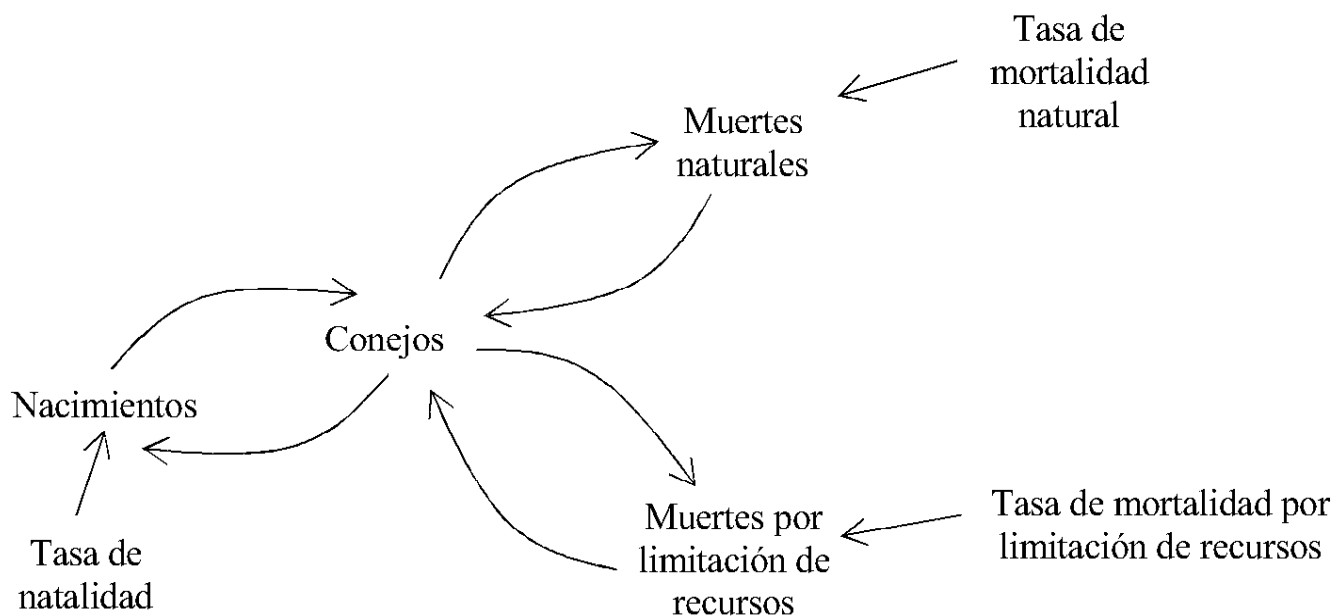 Tasa de
mortalidad
natural
Muertes
naturales
Conejos
Nacimientos
Tasa de
natalidad
Muertes por
limitación de
recursos
Tasa de mortalidad por
limitación de recursos